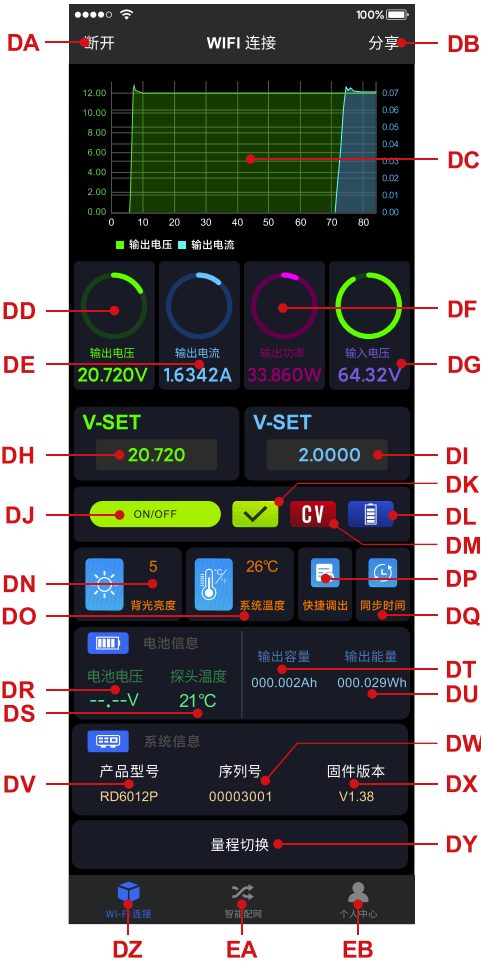 100%
DA 断开 WIFI 连接 分享 DB
12.00 0.07
10.00 0.06
8.00 0.05
6.00 0.04
4.00 0.03
2.00 0.02
0.00 0.01
0.00
DC
0 10 20 30 40 50 60 70 80
输出电压 输出电流
DD DF
输出电压 输出电流 输出功率 输入电压
DE DG
20.720V 1.6342A 33.860W 64.32V
V-SET V-SET
DH 20.720 2.0000 DI
DK
DJ ON/OFF CV DL
DM
5 26℃
DN DP
背光亮度 系统温度 快捷调出 同步时间
DO DQ
电池信息
输出容量 输出能量
DT
电池电压 探头温度 000.002Ah 000.029Wh
DR DU
--.--V 21℃
DS
系统信息
DW
产品型号 序列号 固件版本
DV DX
RD6012P 00003001 V1.38
量程切换 DY
WI-FI 连接 智能配网 个人中心
DZ EA EB